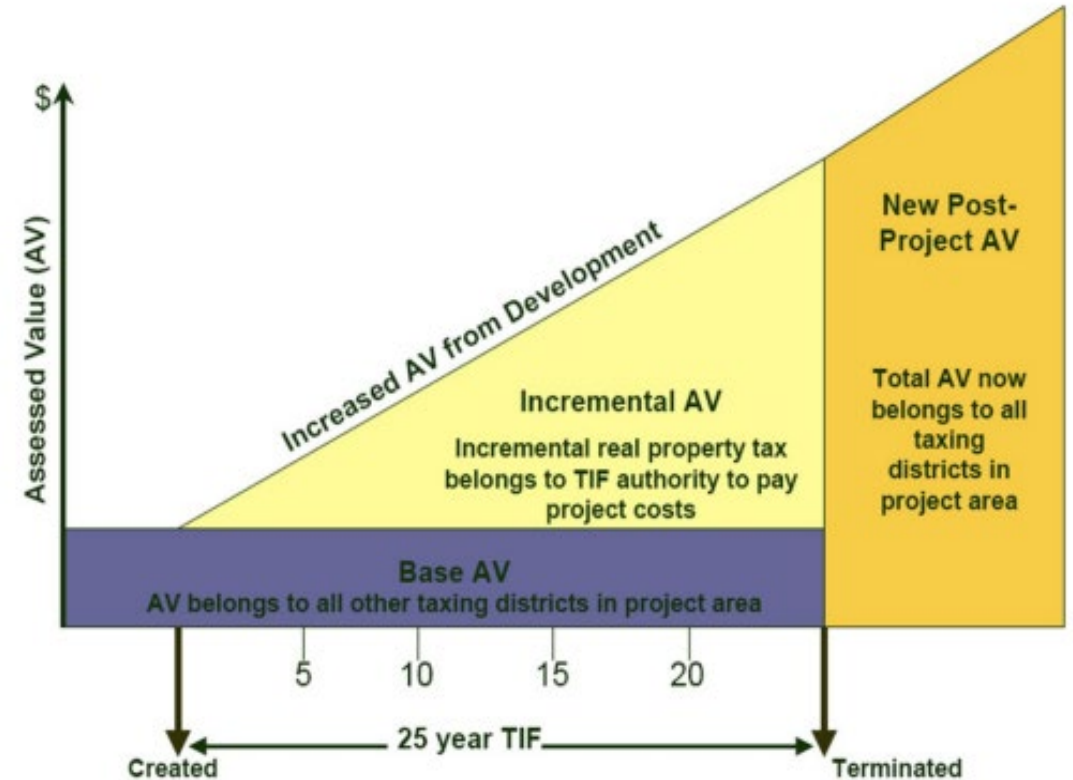 $
Assessed Value (AV)
Increased AV from Development
New Post-
Project AV
Incremental AV
Incremental real property tax
belongs to TIF authority to pay
project costs
Total AV now
belongs to all
taxing
districts in
project area
Base AV
AV belongs to all other taxing districts in project area
5
10
15
20
25 year TIF
Created
Terminated